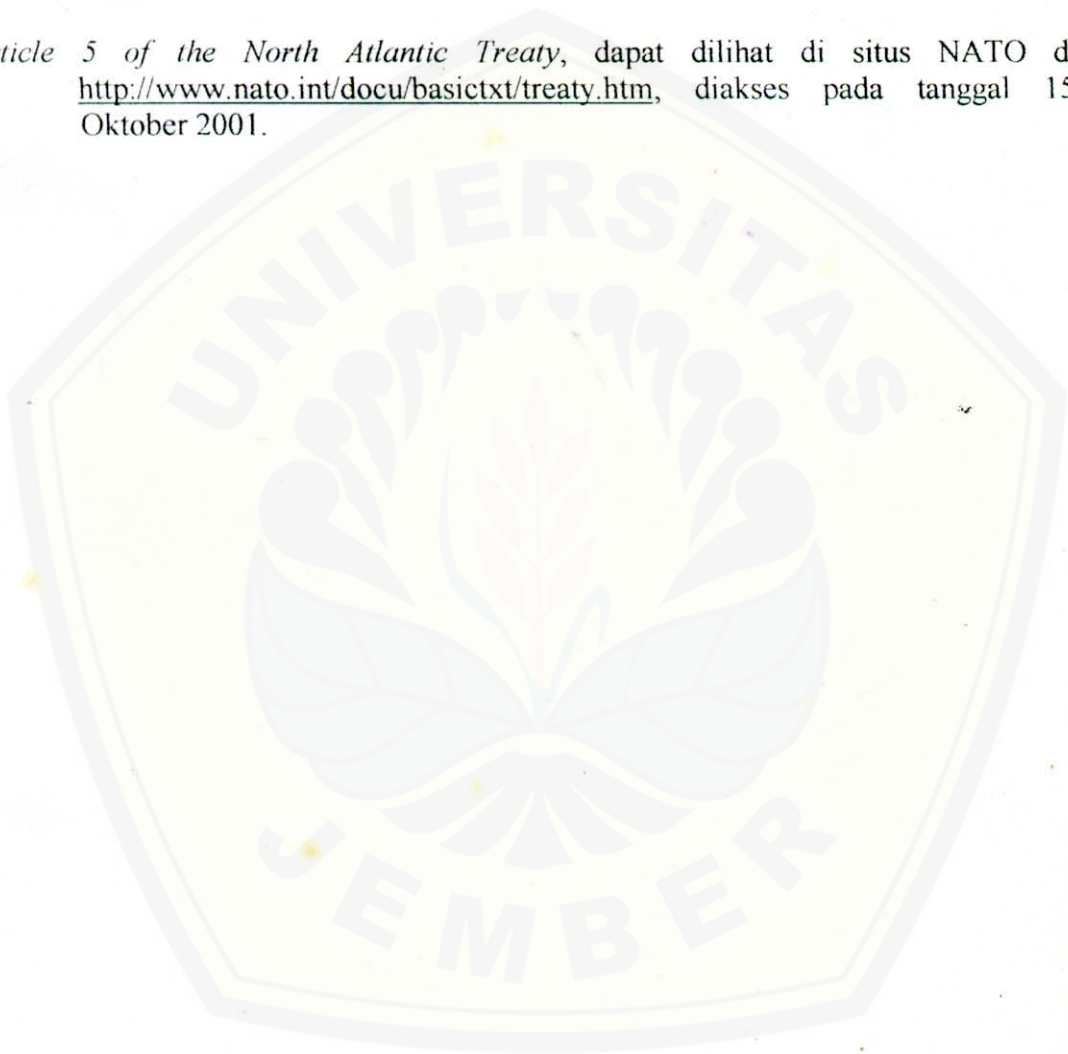 ticle 5 of the North Atlantic Treaty, dapat dilihat di situs NATO d
http://www.nato.int/docu/basictxt/treaty.htm, diakses pada tanggal 15
Oktober 2001.
UNIVERSITAS
JEMBER